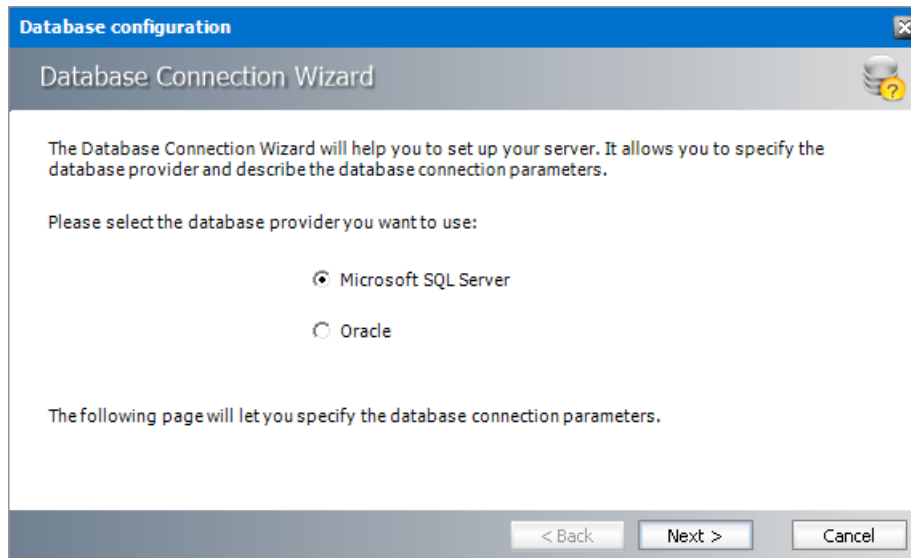 Database configuration
Database Connection Wizard
The Database Connection Wizard will help you to set up your server. It allows you to specify the
database provider and describe the database connection parameters.
Please select the database provider you want to use:
Microsoft SQL Server
Oracle
The following page will let you specify the database connection parameters.
< Back Next > Cancel